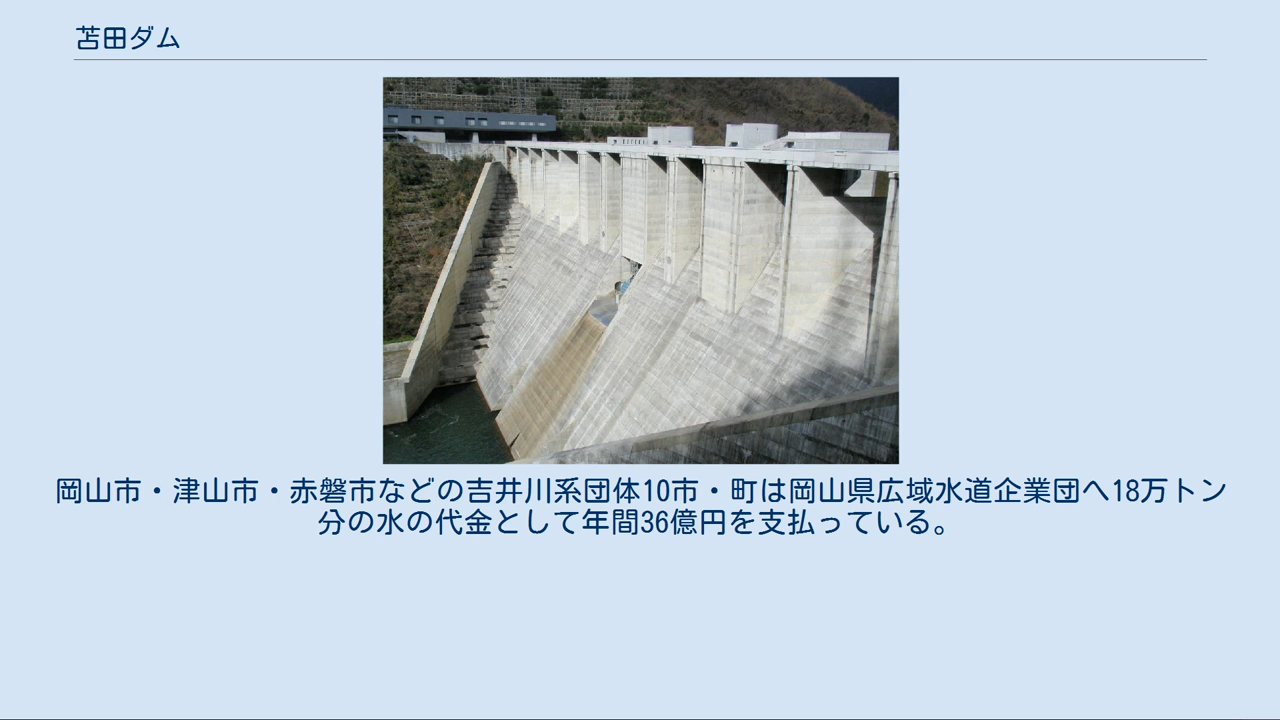 苫田ダム
岡山市・津山市・赤磐市などの吉井川系団体10市・町は岡山県広域水道企業団へ18万トン
分の水の代金として年間36億円を支払っている。